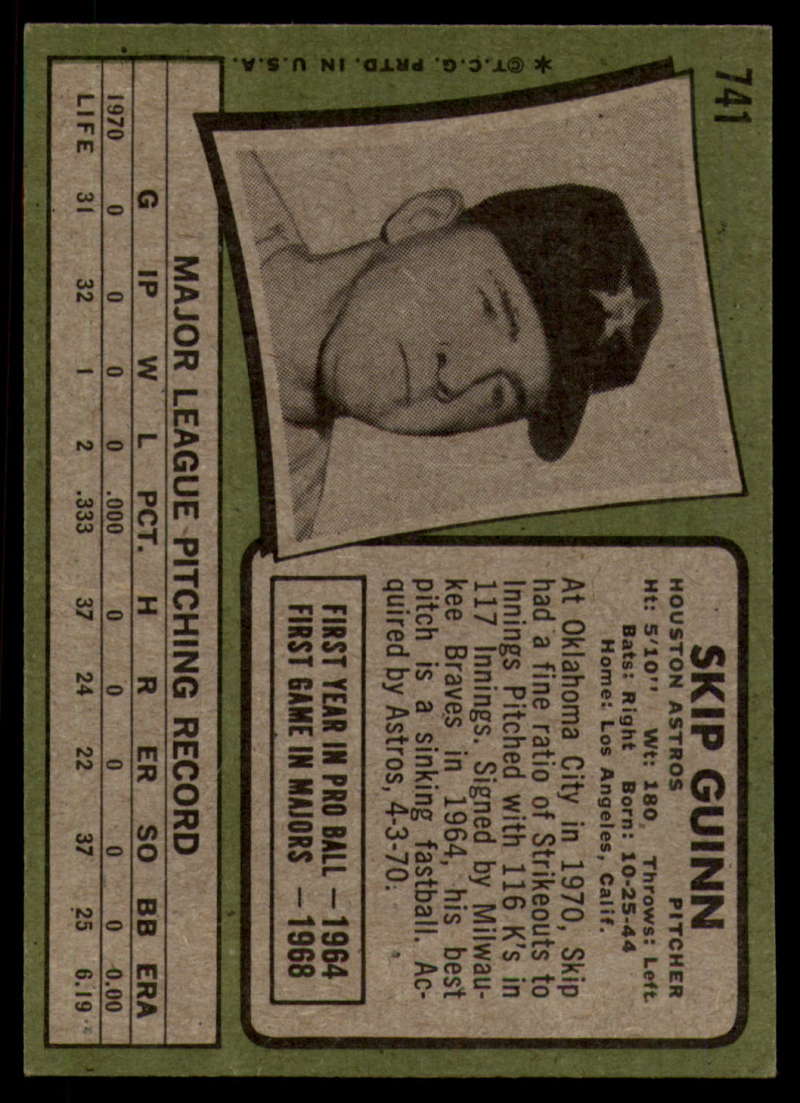 741
* ©T.C.G. PRTD. IN U.S.A.
SKIP GUINN
HOUSTON ASTROS PITCHER
Ht: 5'10" Wt: 180 Throws: Left
Bats: Right Born: 10-25-44
Home: Los Angeles, Calif.
At Oklahoma City in 1970, Skip
had a fine ratio of Strikeouts to
Innings Pitched with 116 K's in
117 Innings. Signed by Milwau-
kee Braves in 1964, his best
pitch is a sinking fastball. Ac-
quired by Astros, 4-3-70.
FIRST YEAR IN PRO BALL — 1964
FIRST GAME IN MAJORS — 1968
MAJOR LEAGUE PITCHING RECORD
G IP W L PCT. H R ER SO BB ERA
1970 0 0 0 0 .000 0 0 0 0 0 0.00
LIFE 31 32 1 2 .333 37 24 22 37 25 6.19